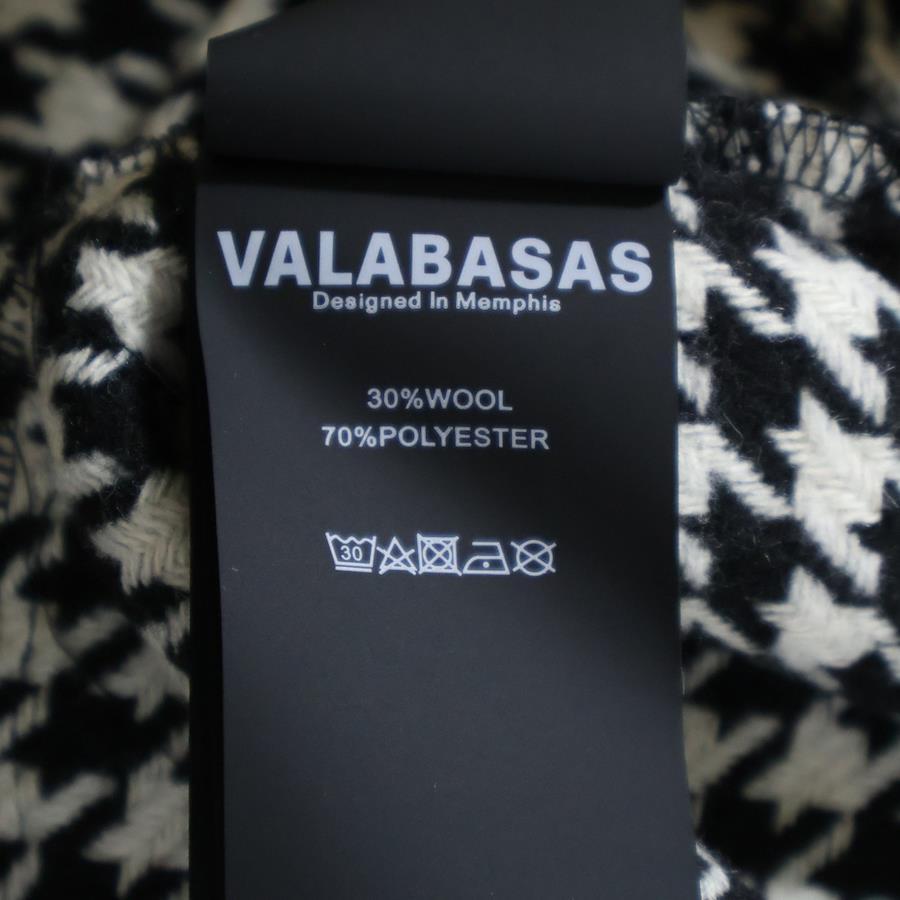 VALABASAS
Designed In Memphis
30%WOOL
70%POLYESTER
30